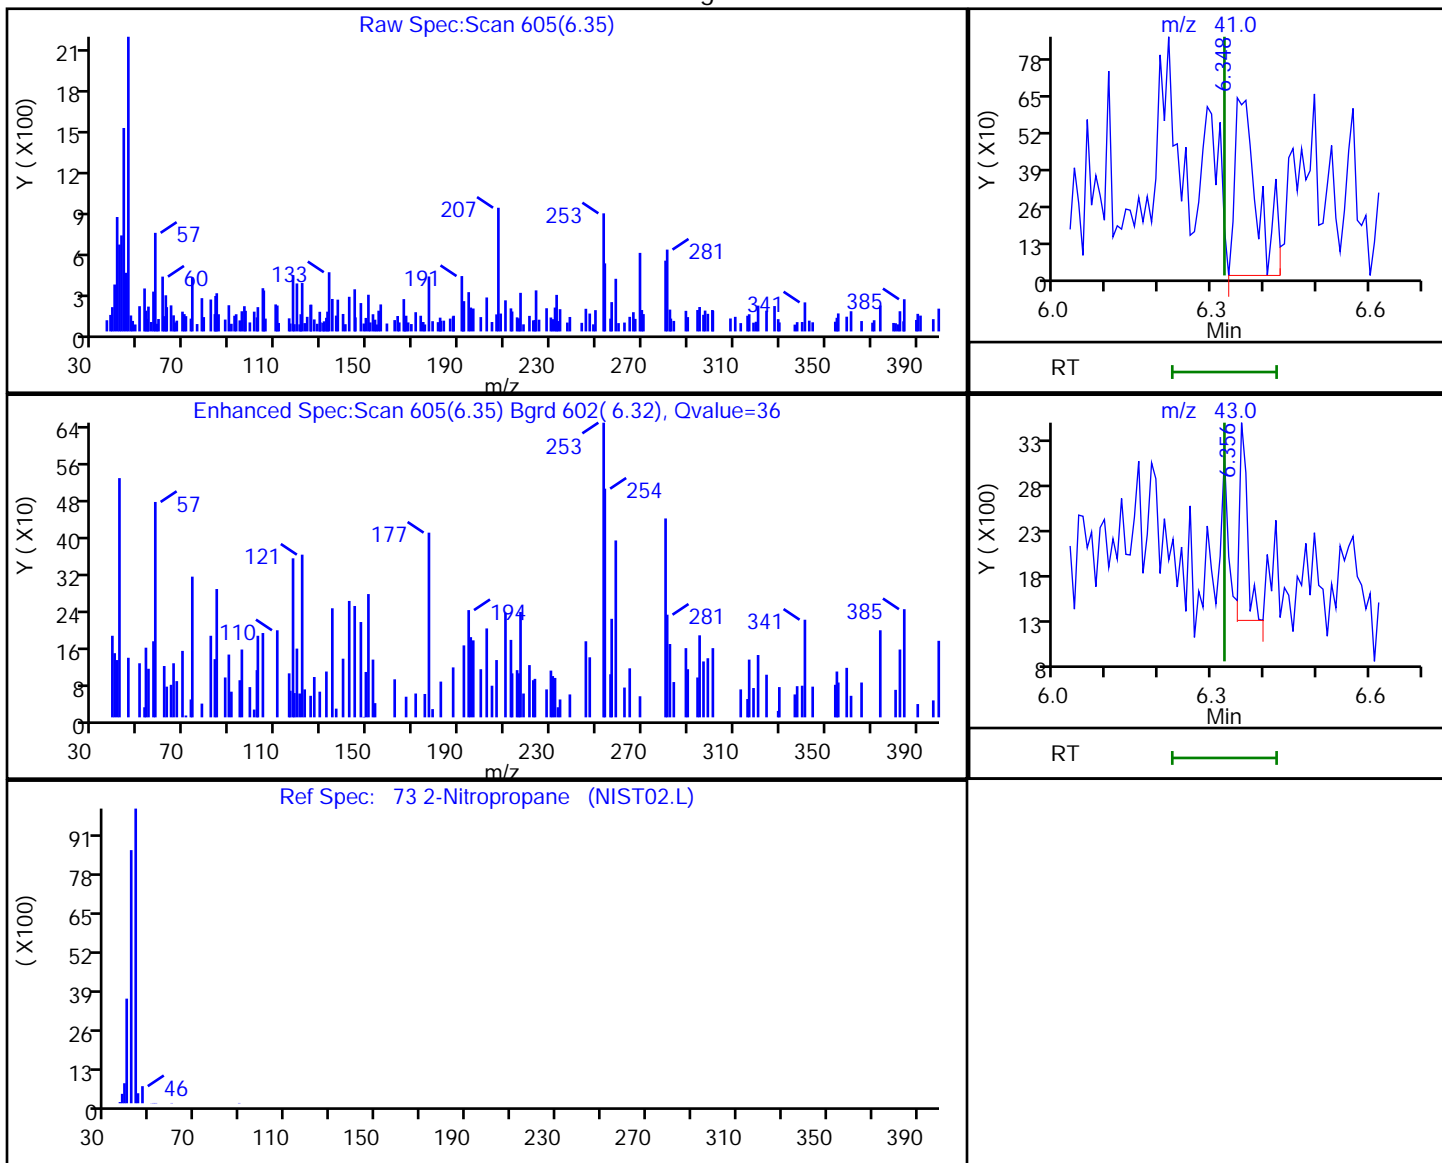 Raw Spec:Scan 605(6.35)
Y ( X100)
21
18
15
12
9
6
3
0
57
60
133
191
207
253
281
341
385
30 70 110 150 190 230 270 310 350 390
m/z
m/z 41.0
Y ( X10)
78
65
52
39
26
13
0
6.348
6.0 6.3 6.6
Min
RT
Enhanced Spec:Scan 605(6.35) Bgrd 602( 6.32), Qvalue=36
Y ( X10)
64
56
48
40
32
24
16
8
0
57
110
121
177
194
253
254
281
341
385
30 70 110 150 190 230 270 310 350 390
m/z
m/z 43.0
Y ( X100)
33
28
23
18
13
8
6.356
6.0 6.3 6.6
Min
RT
Ref Spec: 73 2-Nitropropane (NIST02.L)
( X100)
91
78
65
52
39
26
13
0
46
30 70 110 150 190 230 270 310 350 390